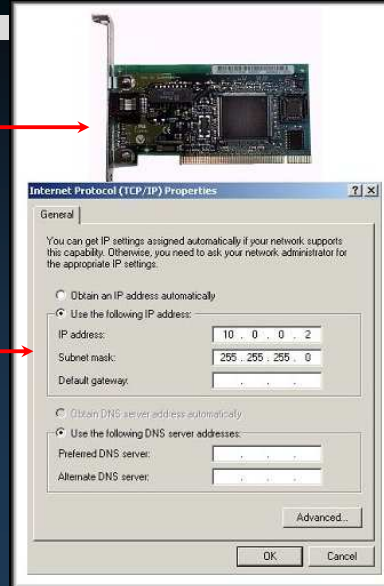 Internet Protocol (TCP/IP) Properties
General
You can get IP settings assigned automatically if your network supports
this capability. Otherwise, you need to ask your network administrator for
the appropriate IP settings.
Obtain an IP address automatically
Use the following IP address:
IP address: 10 . 0 . 0 . 2
Subnet mask: 255 . 255 . 255 . 0
Default gateway: . . .
Obtain DNS server address automatically
Use the following DNS server addresses:
Preferred DNS server: . . .
Alternate DNS server: . . .
Advanced...
OK Cancel